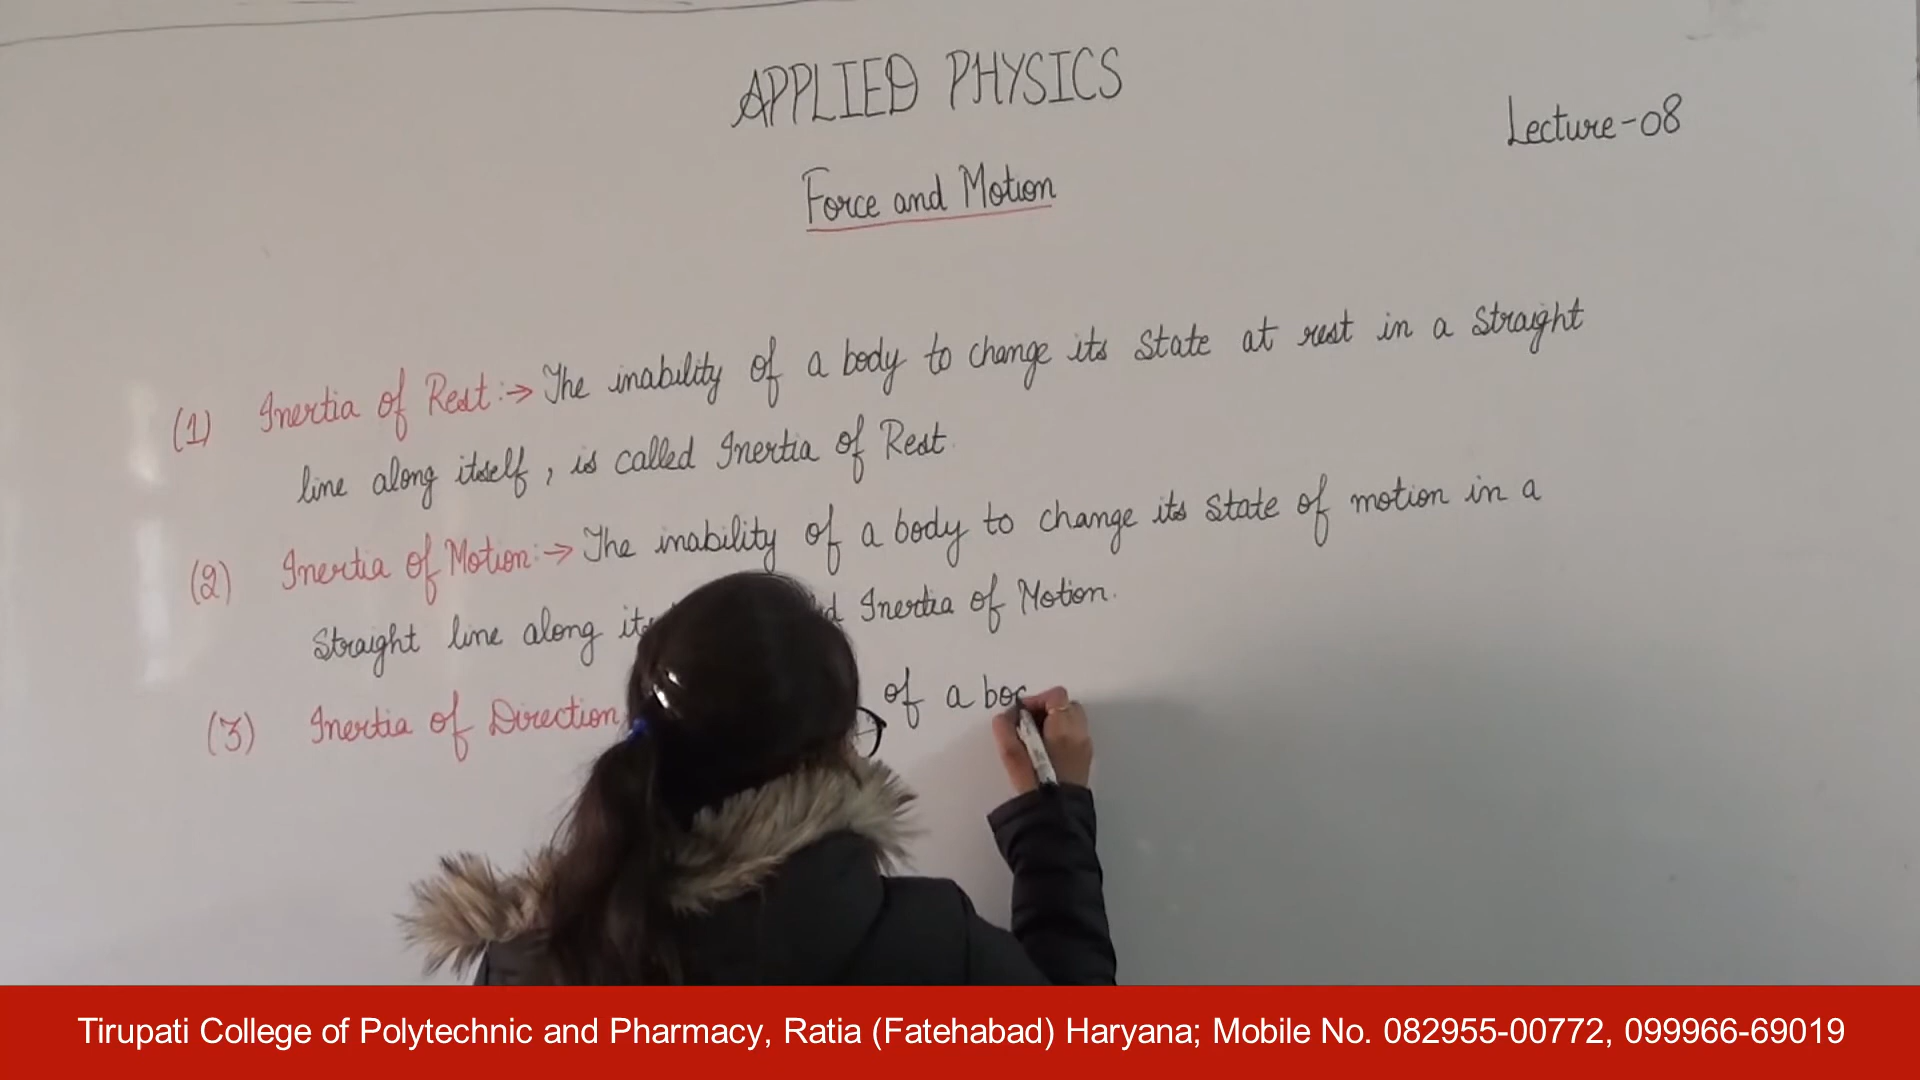 APPLIED PHYSICS
Lecture-08
Force and Motion
(1) Inertia of Rest:→ The inability of a body to change its state at rest in a straight
line along itself, is called Inertia of Rest.
(2) Inertia of Motion:→ The inability of a body to change its state of motion in a
Straight line along Inertia of Motion.
(3) Inertia of Direction of a
Tirupati College of Polytechnic and Pharmacy, Ratia (Fatehabad) Haryana; Mobile No. 082955-00772, 099966-69019